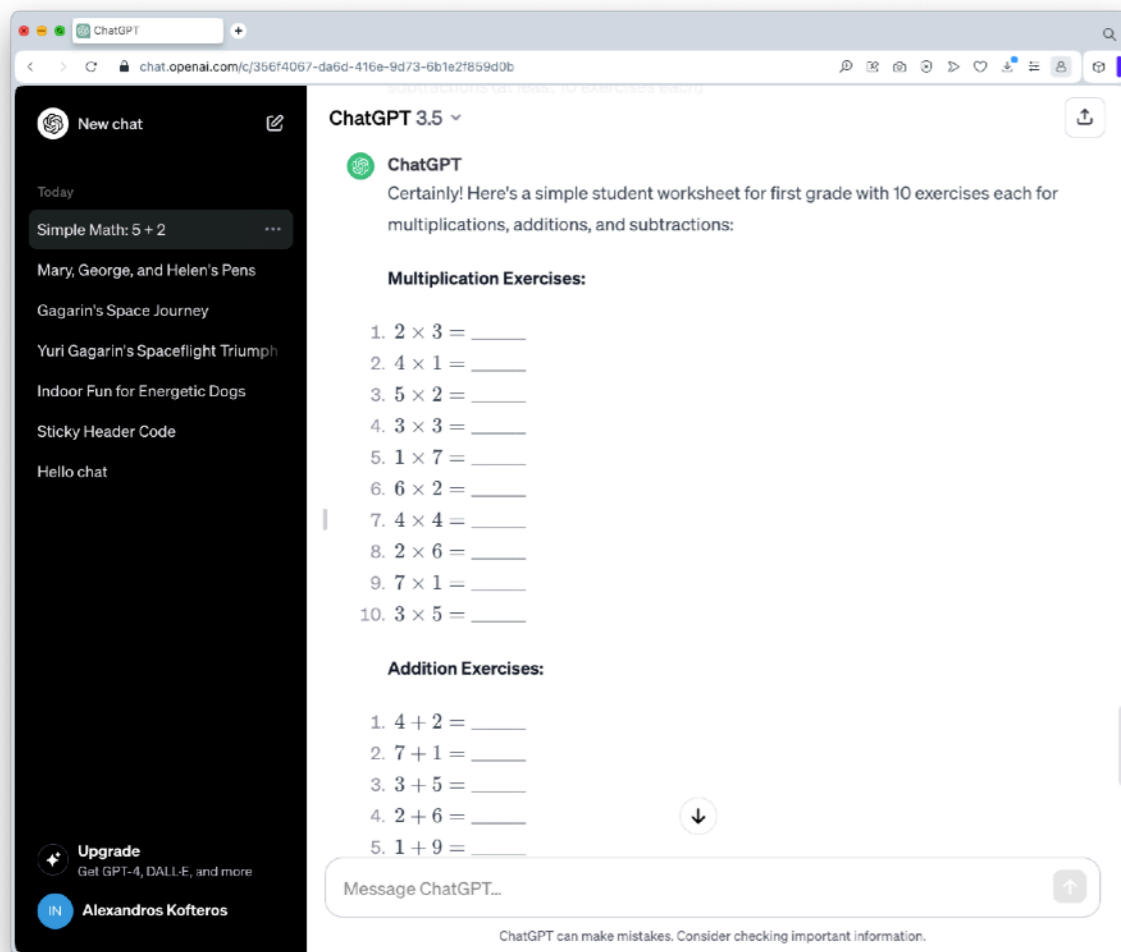 ChatGPT
chat.openai.com/c/356f4067-da6d-416e-9d73-6b1e2f859d0b
New chat
Today
Simple Math: 5 + 2
Mary, George, and Helen's Pens
Gagarin's Space Journey
Yuri Gagarin's Spaceflight Triumph
Indoor Fun for Energetic Dogs
Sticky Header Code
Hello chat
Upgrade
Get GPT-4, DALL·E, and more
IN
Alexandros Kofteros
subtractions (at least 10 exercises each)
ChatGPT 3.5
ChatGPT
Certainly! Here's a simple student worksheet for first grade with 10 exercises each for
multiplications, additions, and subtractions:
Multiplication Exercises:
1. 2 × 3 = ______
2. 4 × 1 = ______
3. 5 × 2 = ______
4. 3 × 3 = ______
5. 1 × 7 = ______
6. 6 × 2 = ______
7. 4 × 4 = ______
8. 2 × 6 = ______
9. 7 × 1 = ______
10. 3 × 5 = ______
Addition Exercises:
1. 4 + 2 = ______
2. 7 + 1 = ______
3. 3 + 5 = ______
4. 2 + 6 = ______
5. 1 + 9 = ______
Message ChatGPT...
ChatGPT can make mistakes. Consider checking important information.